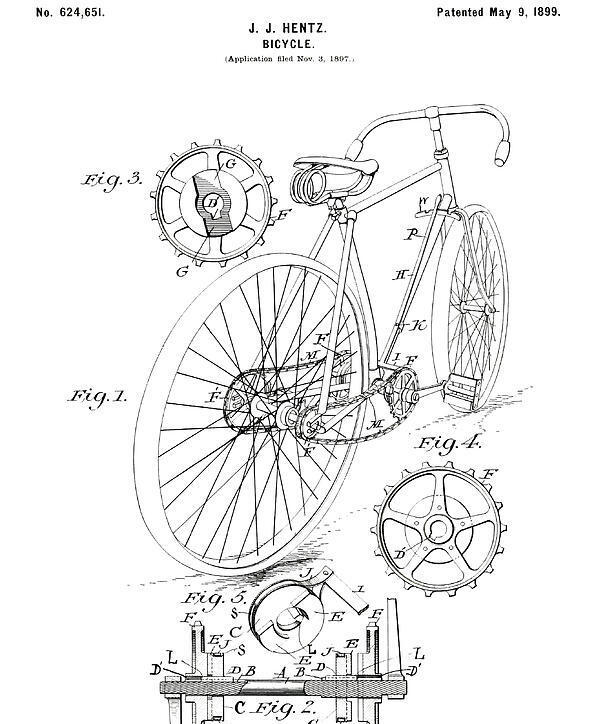 No. 624,651.
Patented May 9, 1899.
J. J. HENTZ.
BICYCLE.
(Application filed Nov. 3, 1897.)
Fig. 3.
G
D
F
G
W
P
H
K
Fig. 1.
F
M
I
F
F
M
F
Fig. 4.
F
D
Fig. 5.
J
I
S
C
E
S
L
E
F
E
J
J
E
F
L
L
D'
D
B
A
B
D
D'
C
Fig. 2.
C